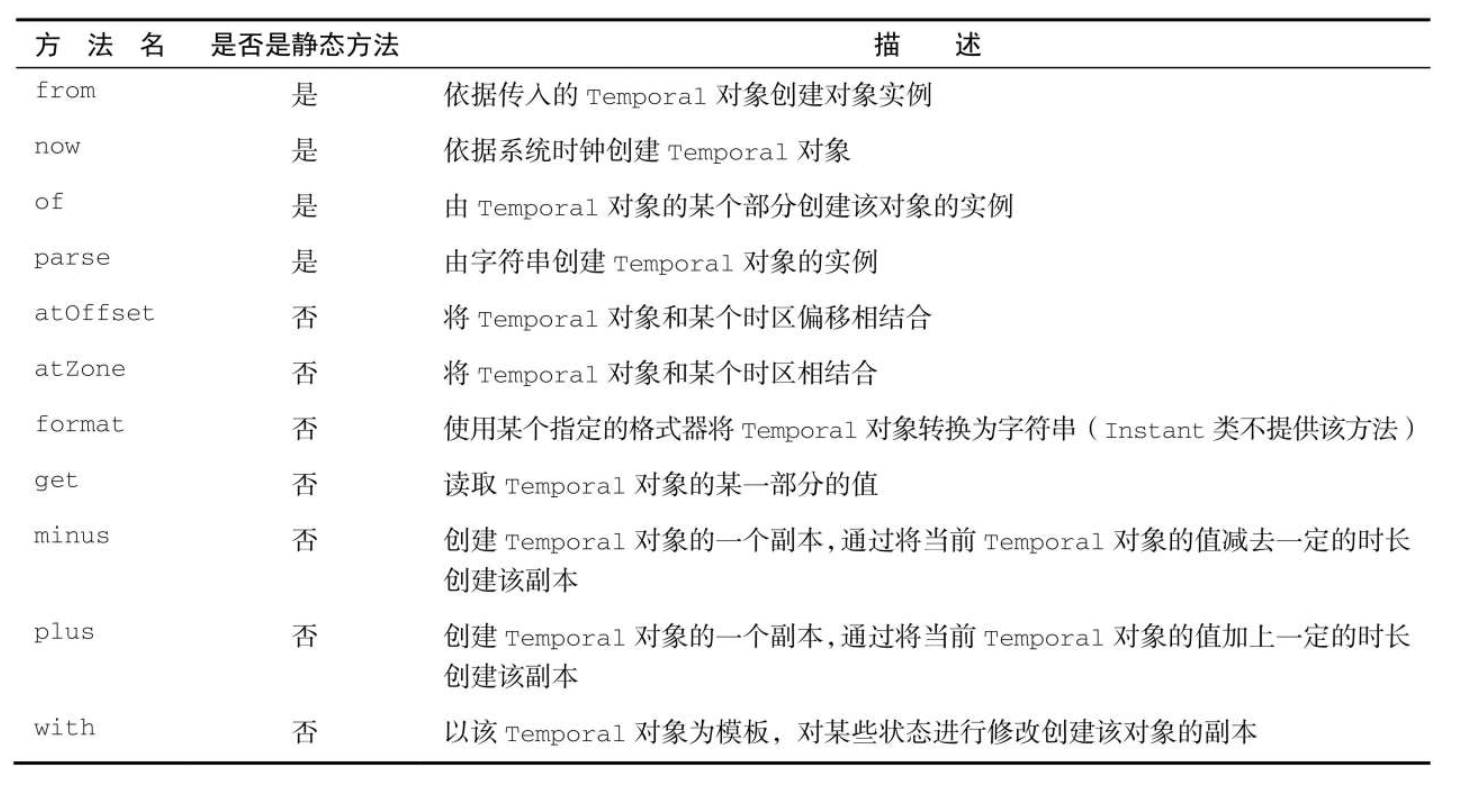 方 法 名 是否是静态方法 描 述
from 是 依据传入的 Temporal 对象创建对象实例
now 是 依据系统时钟创建 Temporal 对象
of 是 由 Temporal 对象的某个部分创建该对象的实例
parse 是 由字符串创建 Temporal 对象的实例
atOffset 否 将 Temporal 对象和某个时区偏移相结合
atZone 否 将 Temporal 对象和某个时区相结合
format 否 使用某个指定的格式器将 Temporal 对象转换为字符串（Instant 类不提供该方法）
get 否 读取 Temporal 对象的某一部分的值
minus 否 创建 Temporal 对象的一个副本,通过将当前 Temporal 对象的值减去一定的时长
创建该副本
plus 否 创建 Temporal 对象的一个副本,通过将当前 Temporal 对象的值加上一定的时长
创建该副本
with 否 以该 Temporal 对象为模板，对某些状态进行修改创建该对象的副本